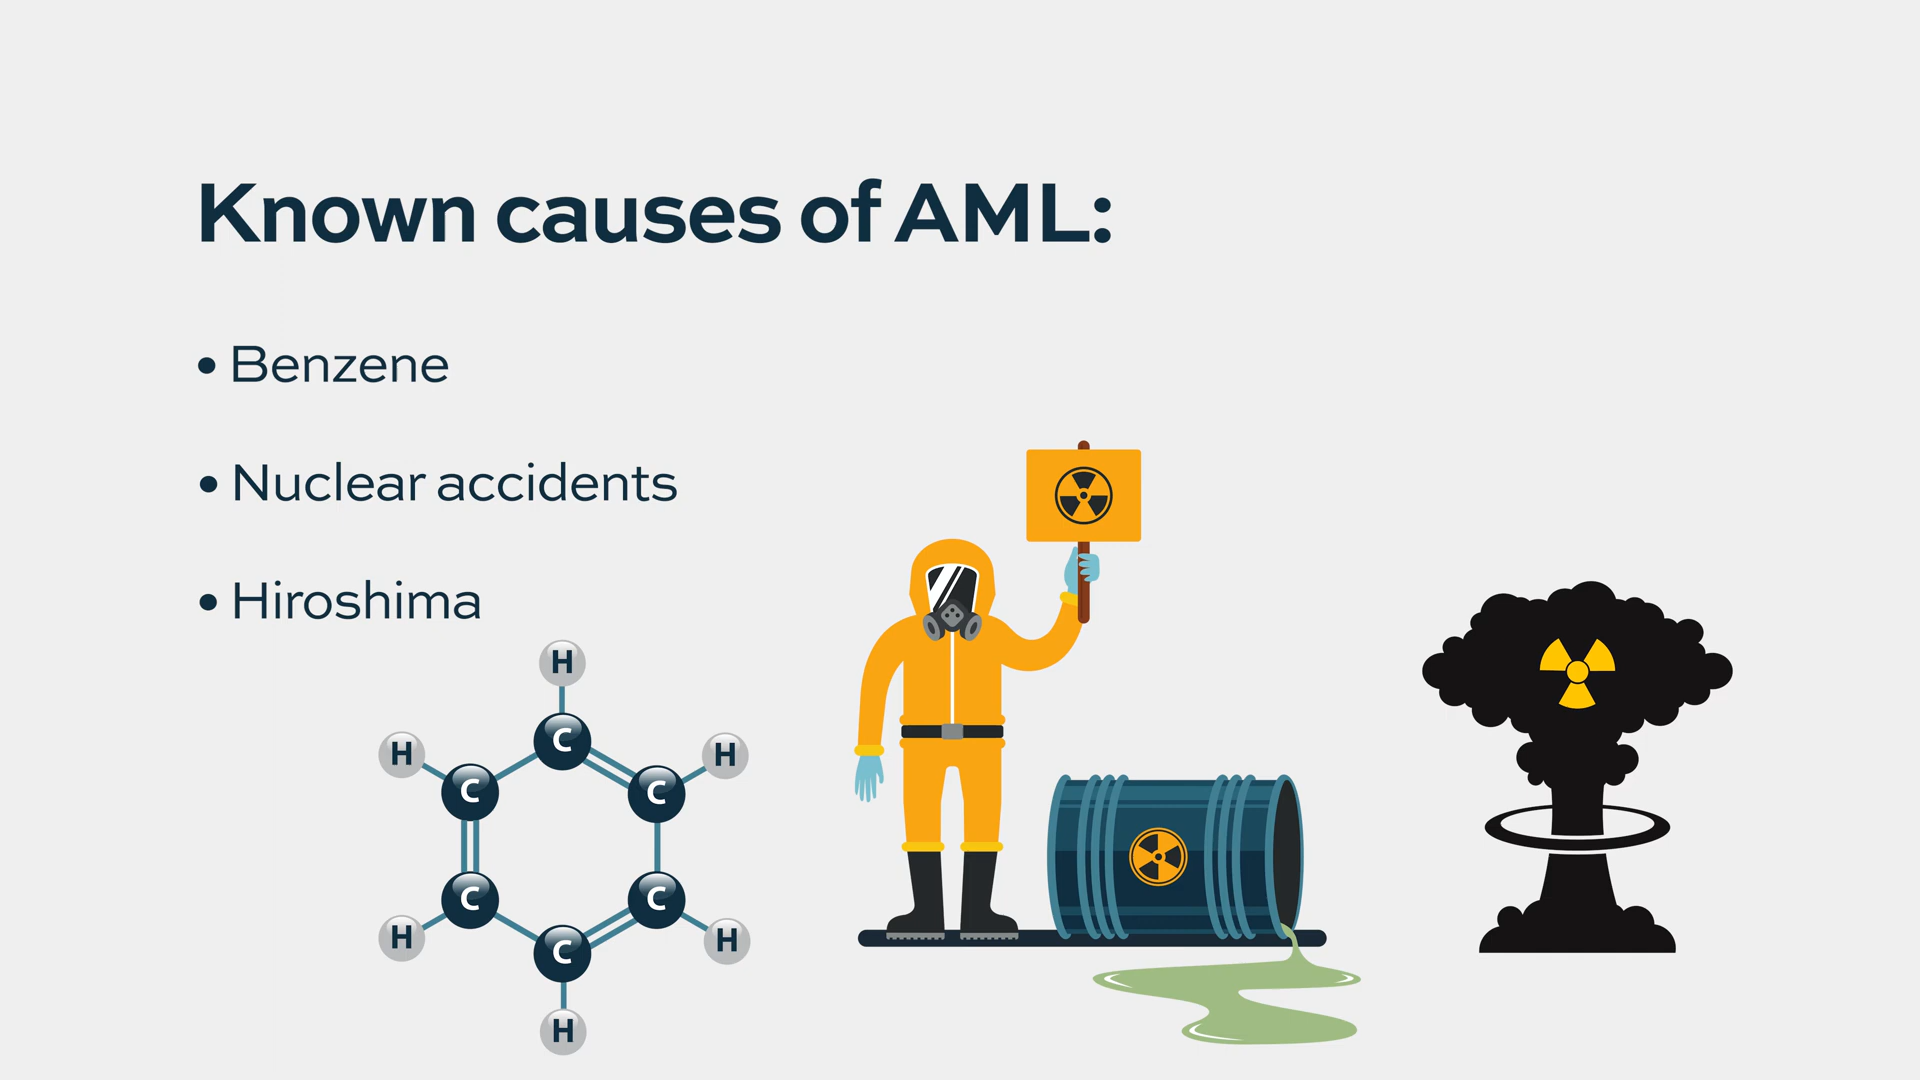 Known causes of AML:
• Benzene
• Nuclear accidents
• Hiroshima
H
H C H
C C
C C
H C H
H